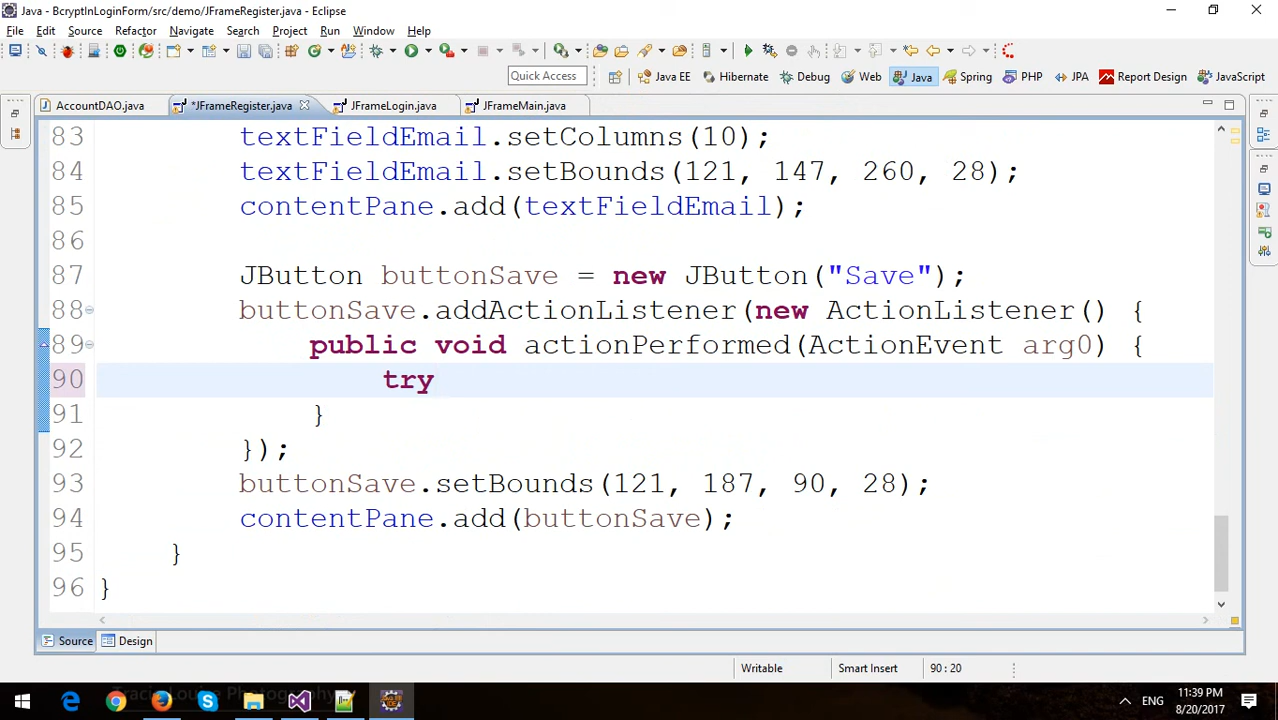 Java - BcryptInLoginForm/src/demo/JFrameRegister.java - Eclipse
File Edit Source Refactor Navigate Search Project Run Window Help
Quick Access Java EE Hibernate Debug Web Java Spring PHP JPA Report Design JavaScript
AccountDAO.java *JFrameRegister.java JFrameLogin.java JFrameMain.java
83 textFieldEmail.setColumns(10);
84 textFieldEmail.setBounds(121, 147, 260, 28);
85 contentPane.add(textFieldEmail);
86
87 JButton buttonSave = new JButton("Save");
88 buttonSave.addActionListener(new ActionListener() {
89 public void actionPerformed(ActionEvent arg0) {
90 try
91 }
92 });
93 buttonSave.setBounds(121, 187, 90, 28);
94 contentPane.add(buttonSave);
95 }
96 }
Source Design
Writable Smart Insert 90 : 20
Tracie Louise Photography
ENG 11:39 PM
8/20/2017